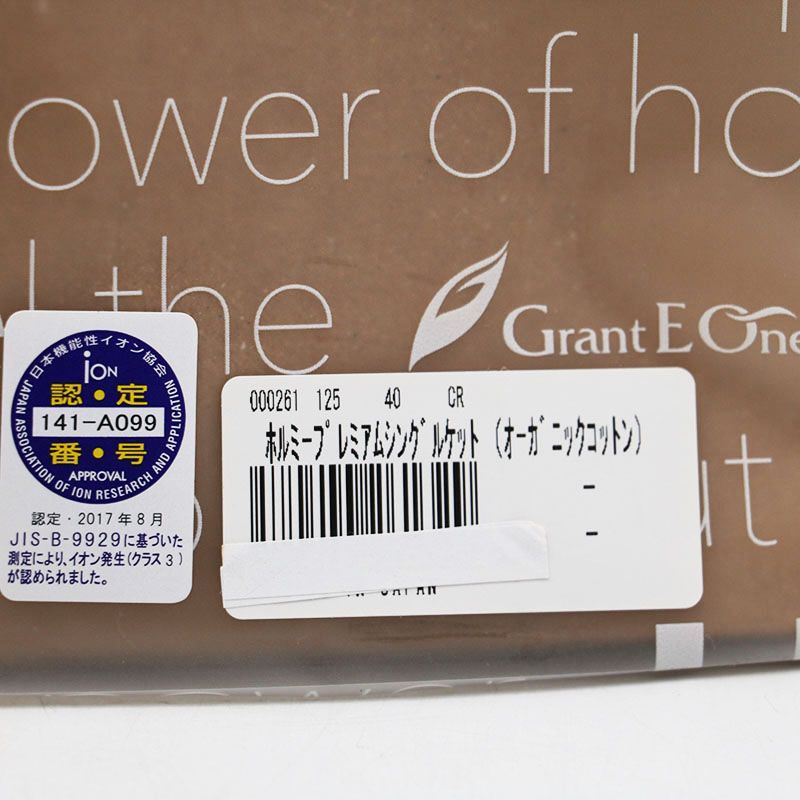 ower of ho
the
Grant E One
日本機能性イオン協会
iON
認・定
141-A099
番・号
APPROVAL
JAPAN ASSOCIATION OF ION RESEARCH AND APPLICATION
認定・2017年8月
JIS-B-9929に基づいた
測定により、イオン発生(クラス3)
が認められました。
000261 125 40 CR
ﾎﾙﾐｰﾌﾟﾚﾐｱﾑｼﾝｸﾞﾙｹｯﾄ (ｵｰｶﾞﾆｯｸｺｯﾄﾝ)
-
-
ut
JAPAN